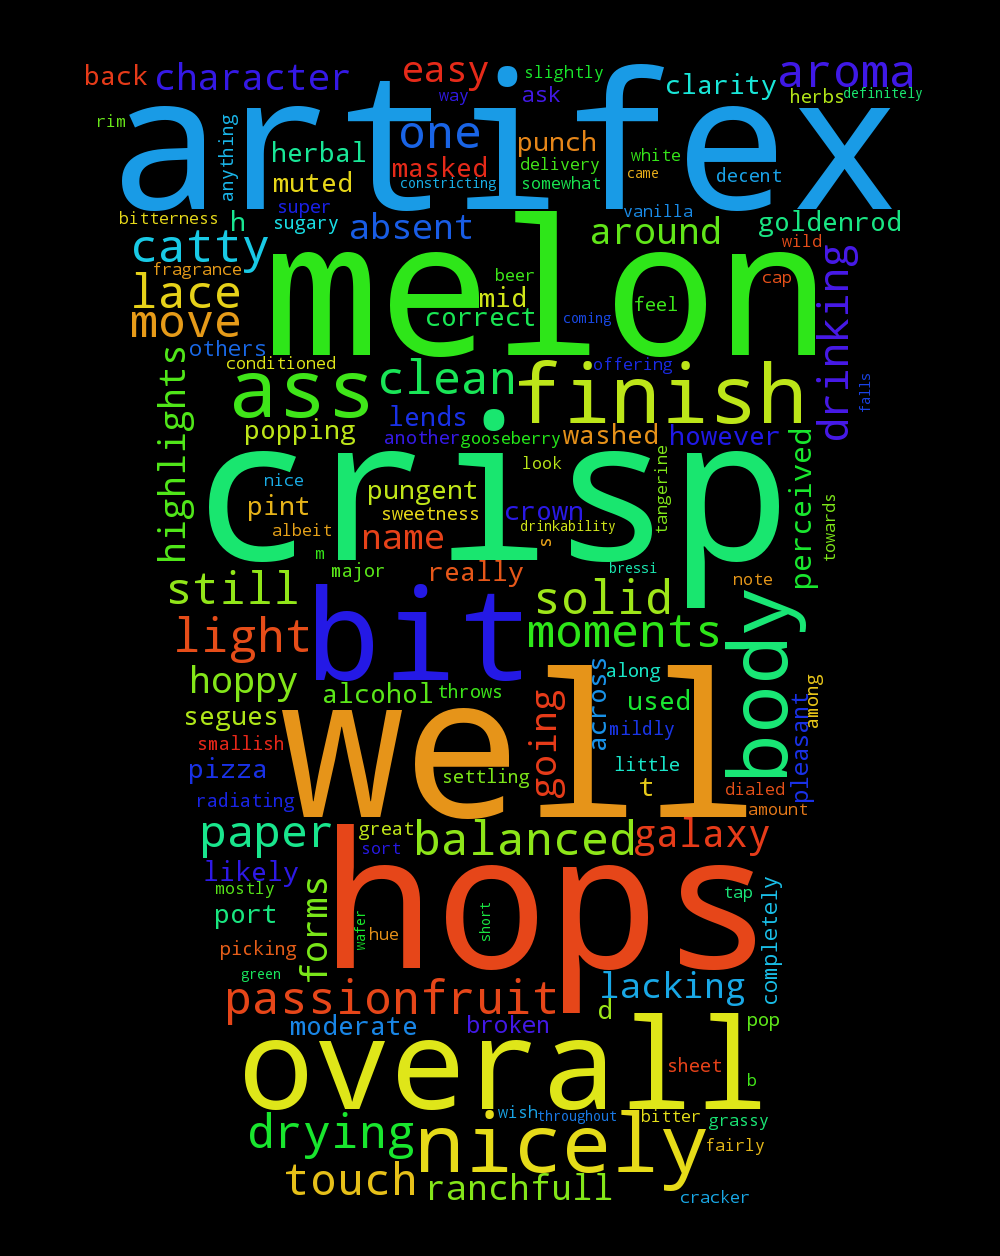 back character easy slightly clarity aroma
way ask herbs definitely
artifex
rim anything herbal one punch white
masked delivery came decent
muted constricting somewhat
bitterness h super sugary absent vanilla around goldenrod
catty melon wild
fragrance beer cap drinking
lace mid feel
move correct coming
others conditioned offering falls
highlights ass clean finish
lends
popping another gooseberry washed however perceived
crisp
look tangerine towards
nice pungent
pint sweetness crown
albeit name drinkability s
m major really bressi note
still bit solid body
light moments
hoppy alcohol throws across along among
segues well going used pleasant
smallish mildly
pizza settling little dialed
radiating t amount
paper great balanced galaxy
sort
likely hops completely
mostly forms tap
port wafer short
picking hue
green
passionfruit lacking
d
moderate broken pop
overall sheet
b
drying nicely wish throughout bitter grassy
fairly
touch ranchfull cracker